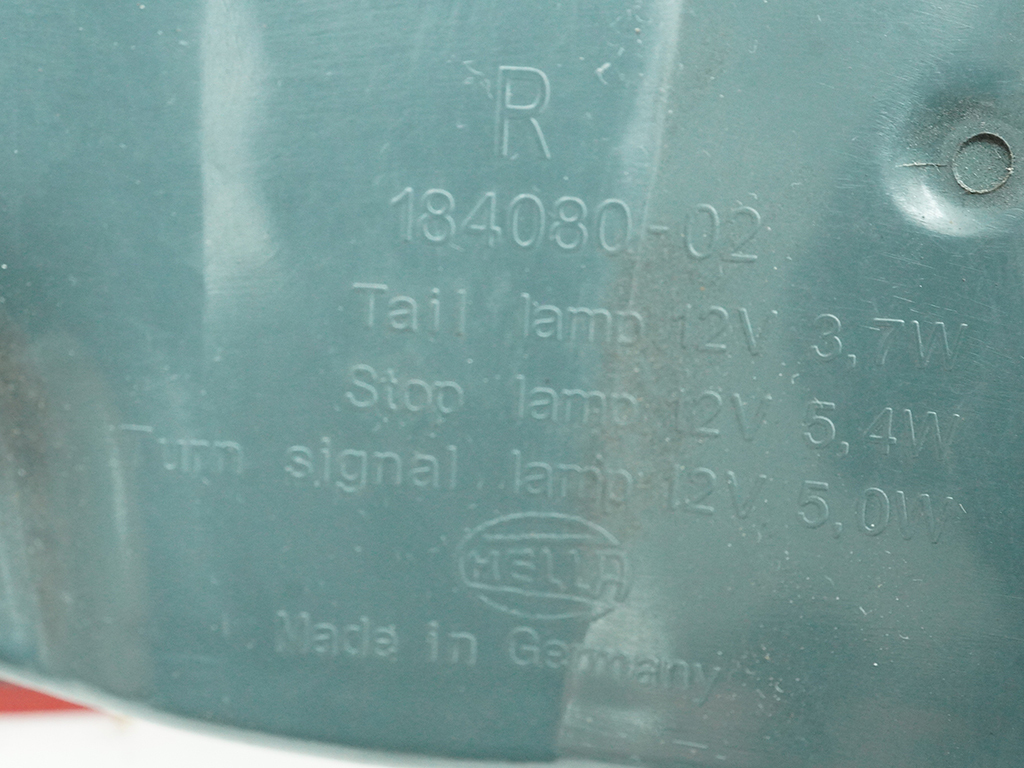 R
184080-02
Tail lamp 12V 3,7W
Stop lamp 12V 5,4W
Turn signal lamp 12V 5,0W
HELLA
Made in Germany